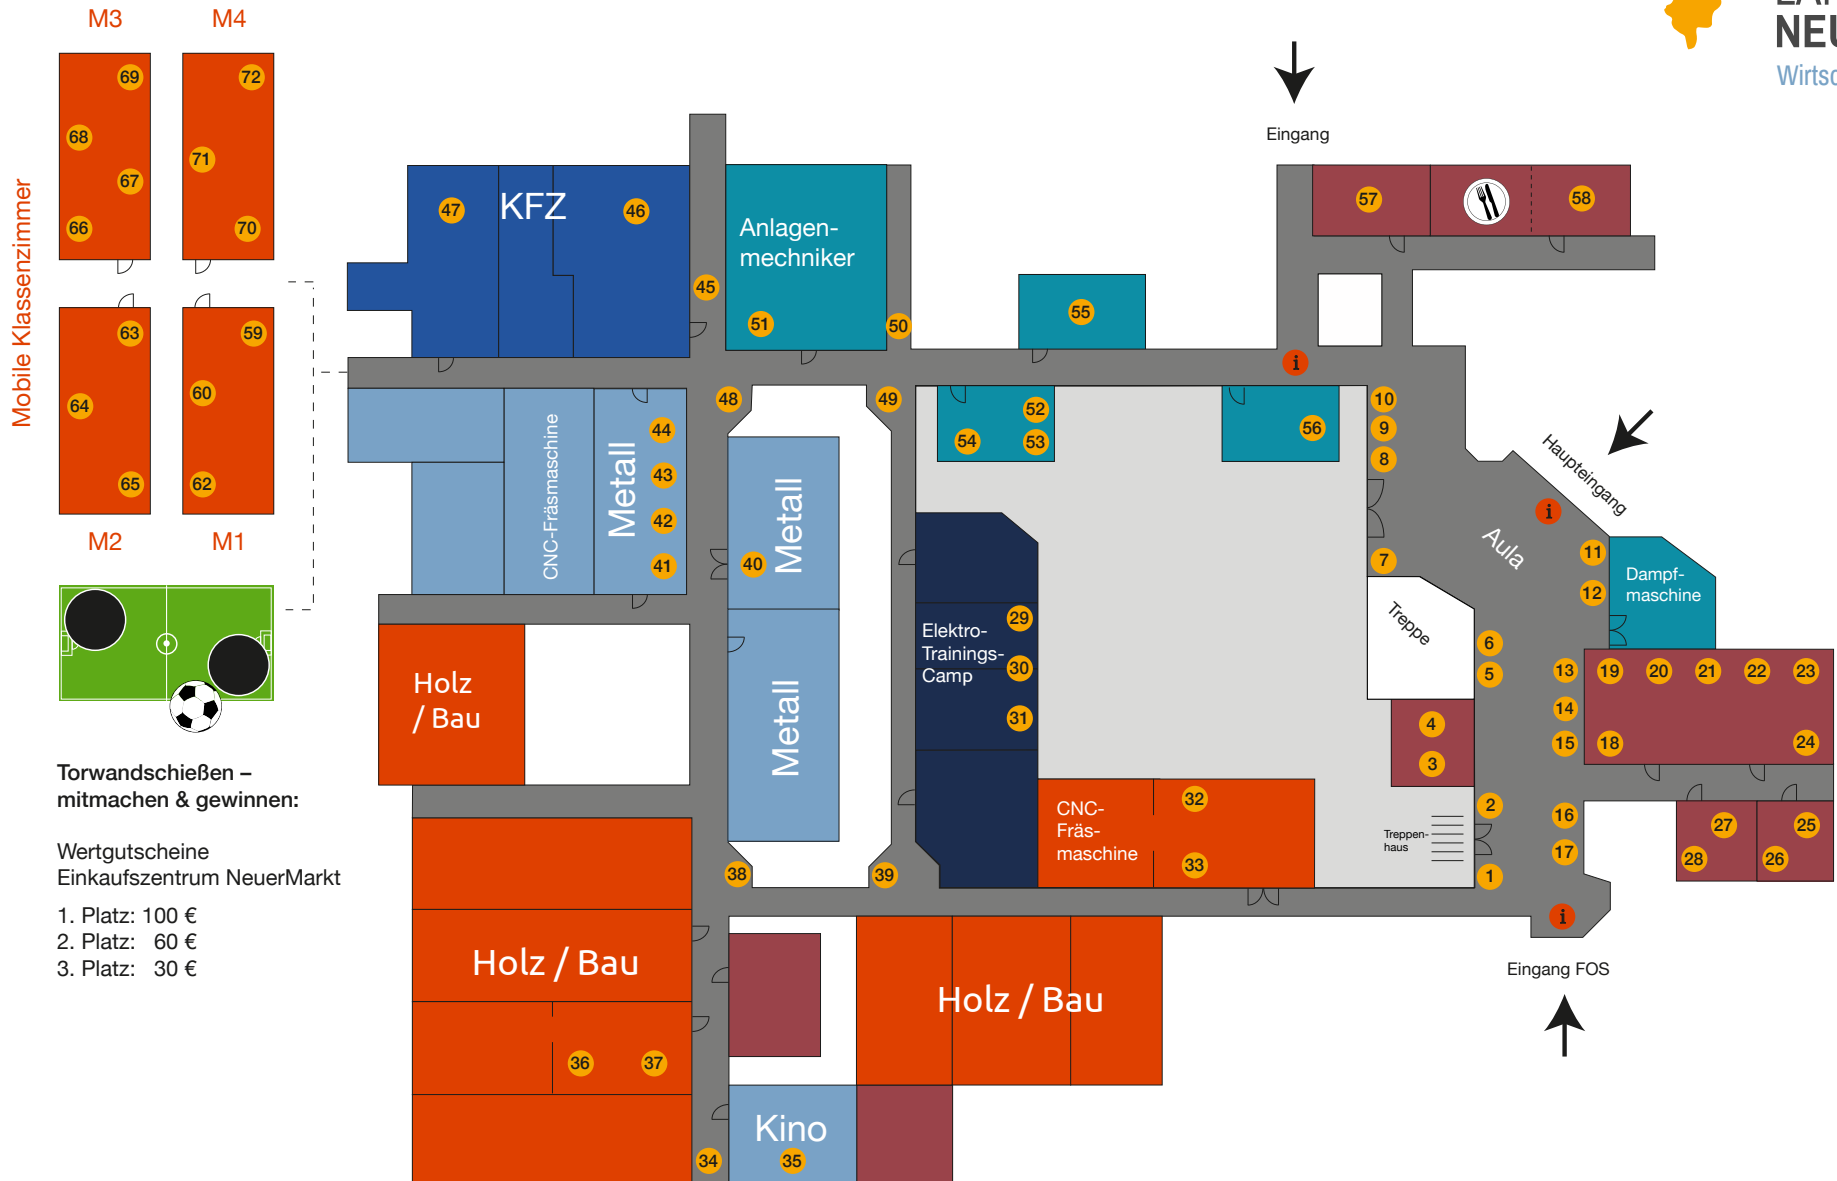 M3
M4
69
72
68
71
67
66
70
Mobile Klassenzimmer
63
59
60
64
65
62
M2
M1
Torwandschießen –
mitmachen & gewinnen:
Wertgutscheine
Einkaufszentrum NeuerMarkt
1. Platz: 100 €
2. Platz: 60 €
3. Platz: 30 €
NEU
Wirtsc
Eingang
47
KFZ
46
Anlagen-
mechniker
45
51
50
55
57
58
i
48
49
52
54
53
56
10
9
8
7
CNC-Fräsmaschine
Metall
44
43
42
41
40
Metall
Metall
Haupteingang
i
Aula
11
12
Dampf-
maschine
Treppe
6
5
4
3
2
1
Treppen-
haus
Elektro-
Trainings-
Camp
29
30
31
Holz
/ Bau
13
19
20
21
22
23
14
15
18
24
16
17
27
25
28
26
CNC-
Fräs-
maschine
32
33
38
39
i
Eingang FOS
Holz / Bau
Holz / Bau
36
37
Kino
34
35